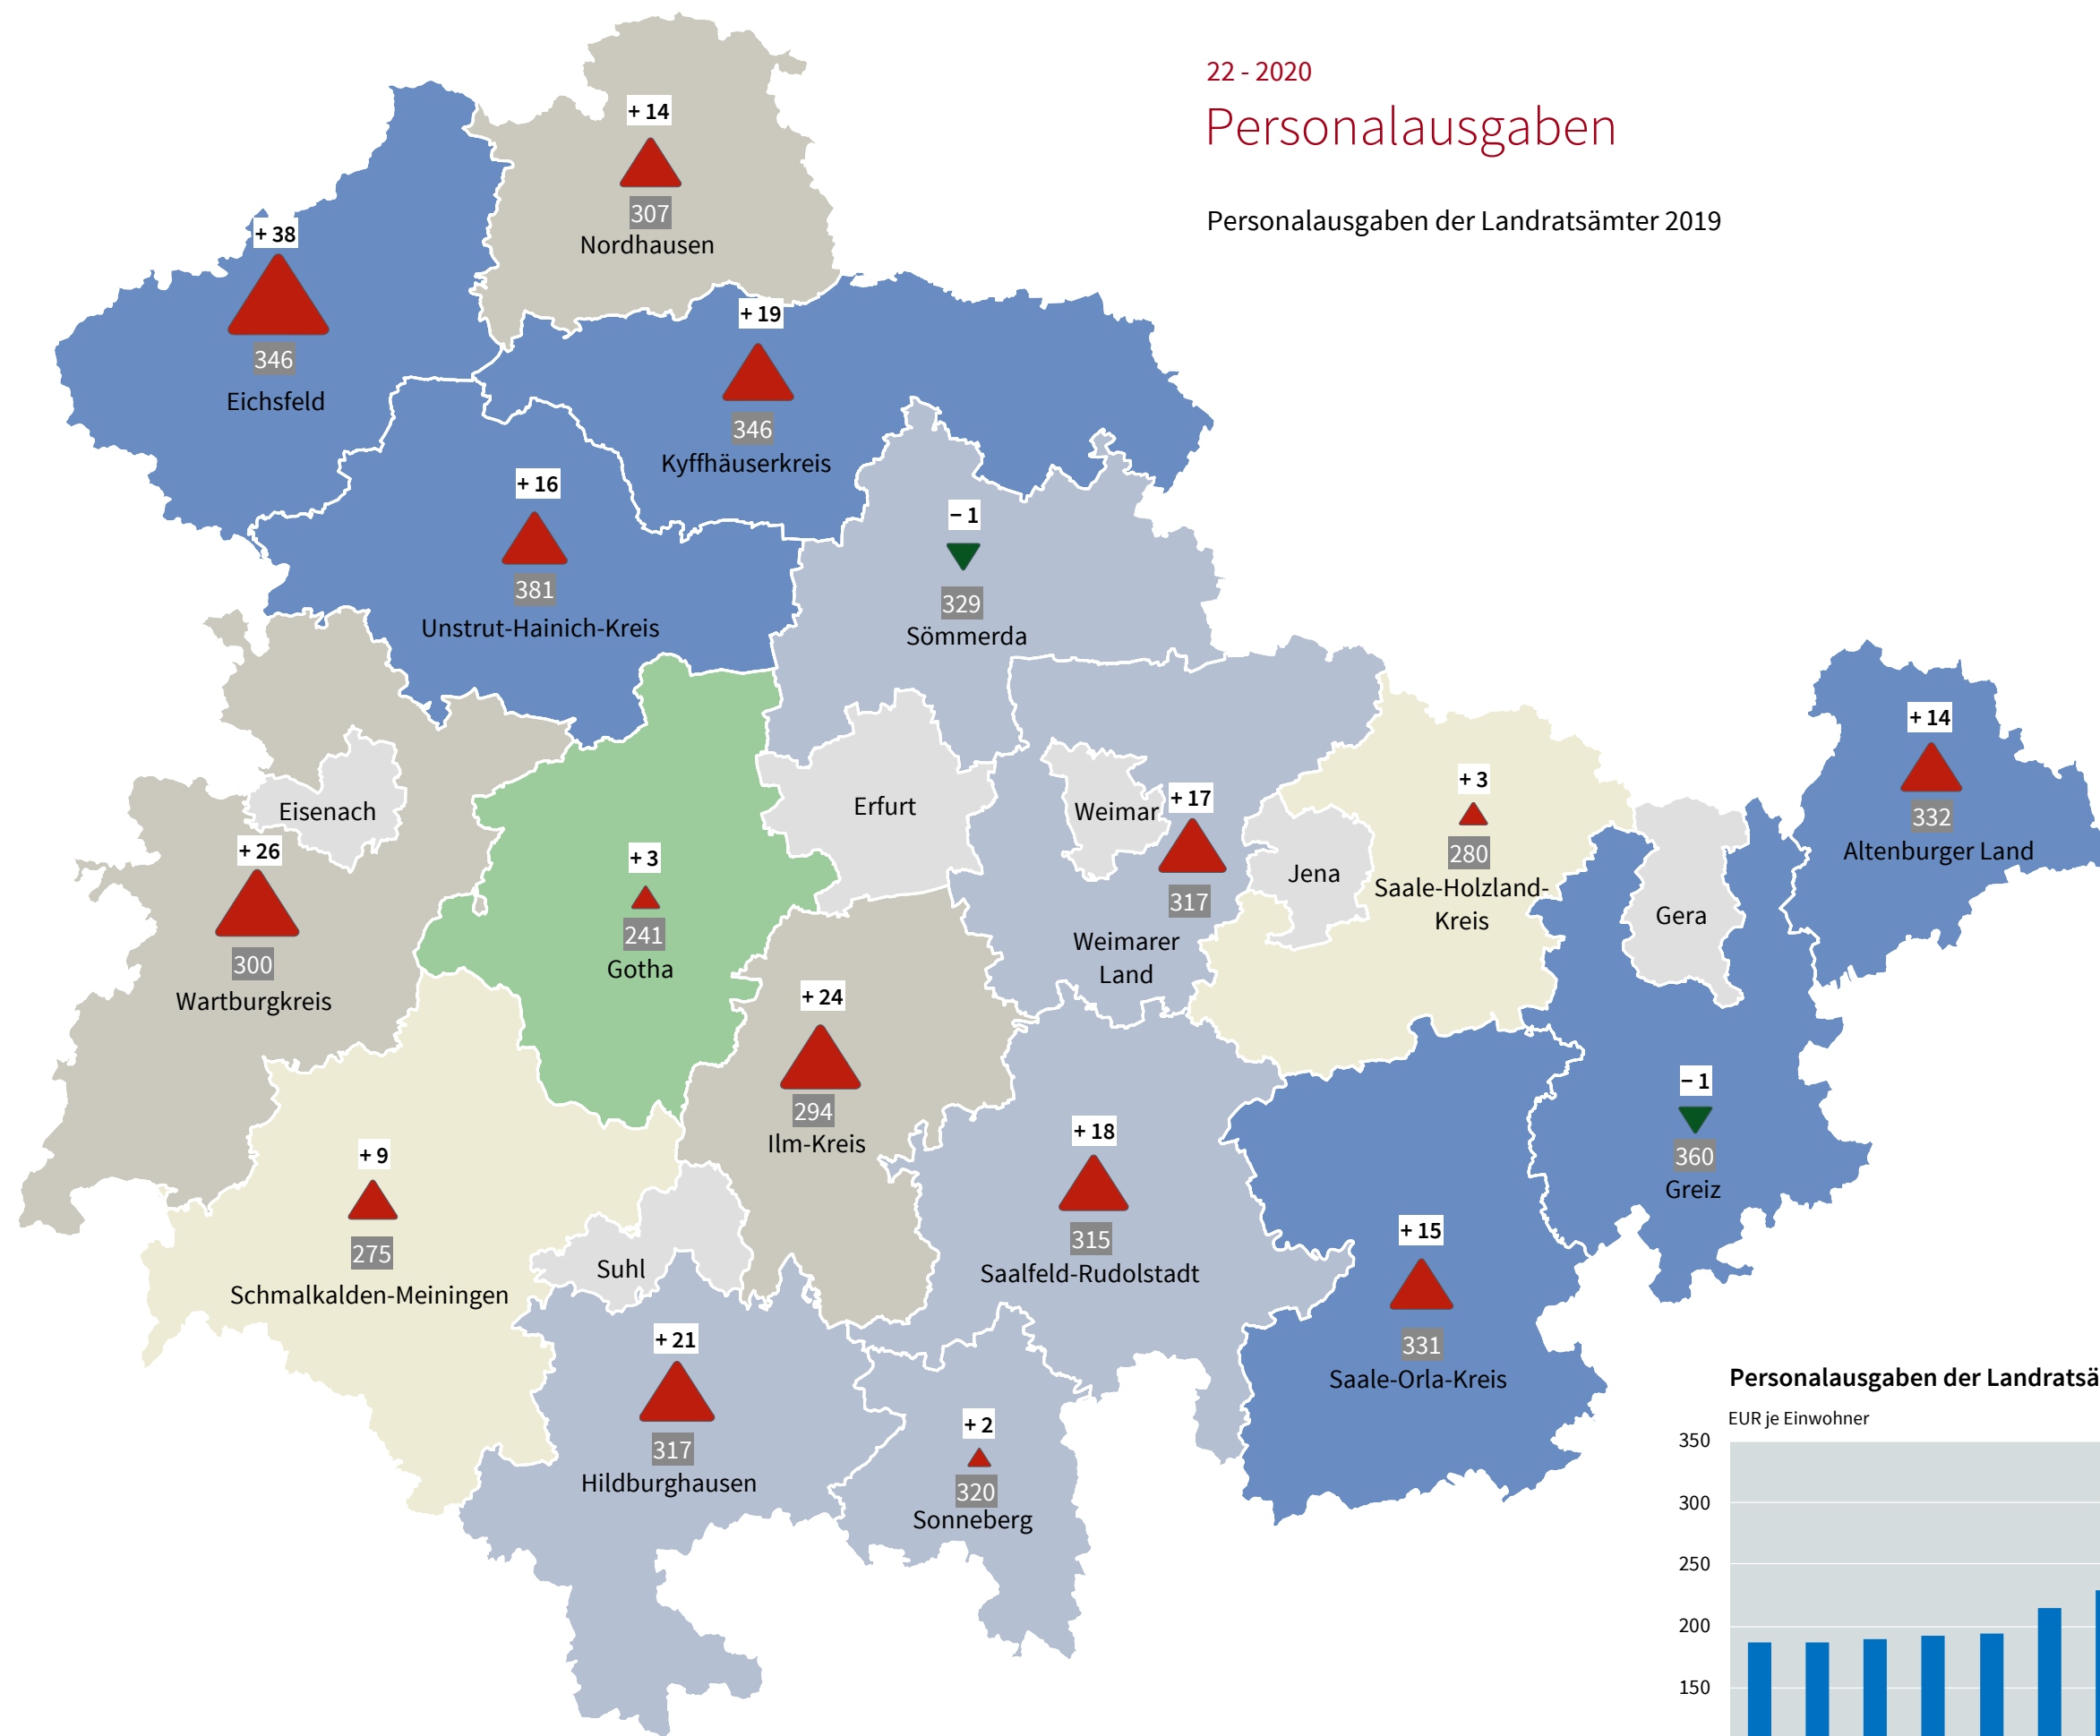 22 - 2020
Personalausgaben
Personalausgaben der Landratsämter 2019
+ 14
307
Nordhausen
+ 38
346
Eichsfeld
+ 19
346
Kyffhäuserkreis
+ 16
381
Unstrut-Hainich-Kreis
− 1
329
Sömmerda
Eisenach
+ 26
300
Wartburgkreis
+ 3
241
Gotha
Erfurt
Weimar
+ 17
317
Weimarer
Land
Jena
+ 3
280
Saale-Holzland-
Kreis
Gera
+ 14
332
Altenburger Land
+ 24
294
Ilm-Kreis
− 1
360
Greiz
+ 9
275
Schmalkalden-Meiningen
Suhl
+ 18
315
Saalfeld-Rudolstadt
+ 15
331
Saale-Orla-Kreis
+ 21
317
Hildburghausen
+ 2
320
Sonneberg
Personalausgaben der Landratsä
EUR je Einwohner
350
300
250
200
150